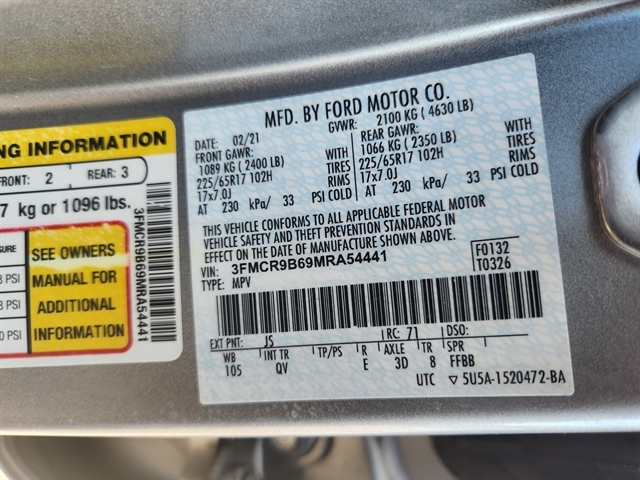 NG INFORMATION
FRONT: 2 REAR: 3
7 kg or 1096 lbs.
SURE
SEE OWNERS
MANUAL FOR
ADDITIONAL
INFORMATION
PSI
PSI
0 PSI
3FMCR9B69MRA54441
MFD. BY FORD MOTOR CO.
DATE: 02/21 GVWR: 2100 KG ( 4630 LB)
FRONT GAWR: REAR GAWR:
1089 KG ( 2400 LB) WITH 1066 KG ( 2350 LB) WITH
225/65R17 102H TIRES 225/65R17 102H TIRES
17x7.0J RIMS 17x7.0J RIMS
AT 230 kPa/ 33 PSI COLD AT 230 kPa/ 33 PSI COLD
THIS VEHICLE CONFORMS TO ALL APPLICABLE FEDERAL MOTOR
VEHICLE SAFETY AND THEFT PREVENTION STANDARDS IN
EFFECT ON THE DATE OF MANUFACTURE SHOWN ABOVE.
VIN: 3FMCR9B69MRA54441 F0132
TYPE: MPV T0326
EXT PNT: JS RC: 71 DSO:
WB INT TR TP/PS R AXLE TR SPR
105 QV E 3D 8 FFBB
UTC ▽ 5U5A-1520472-BA